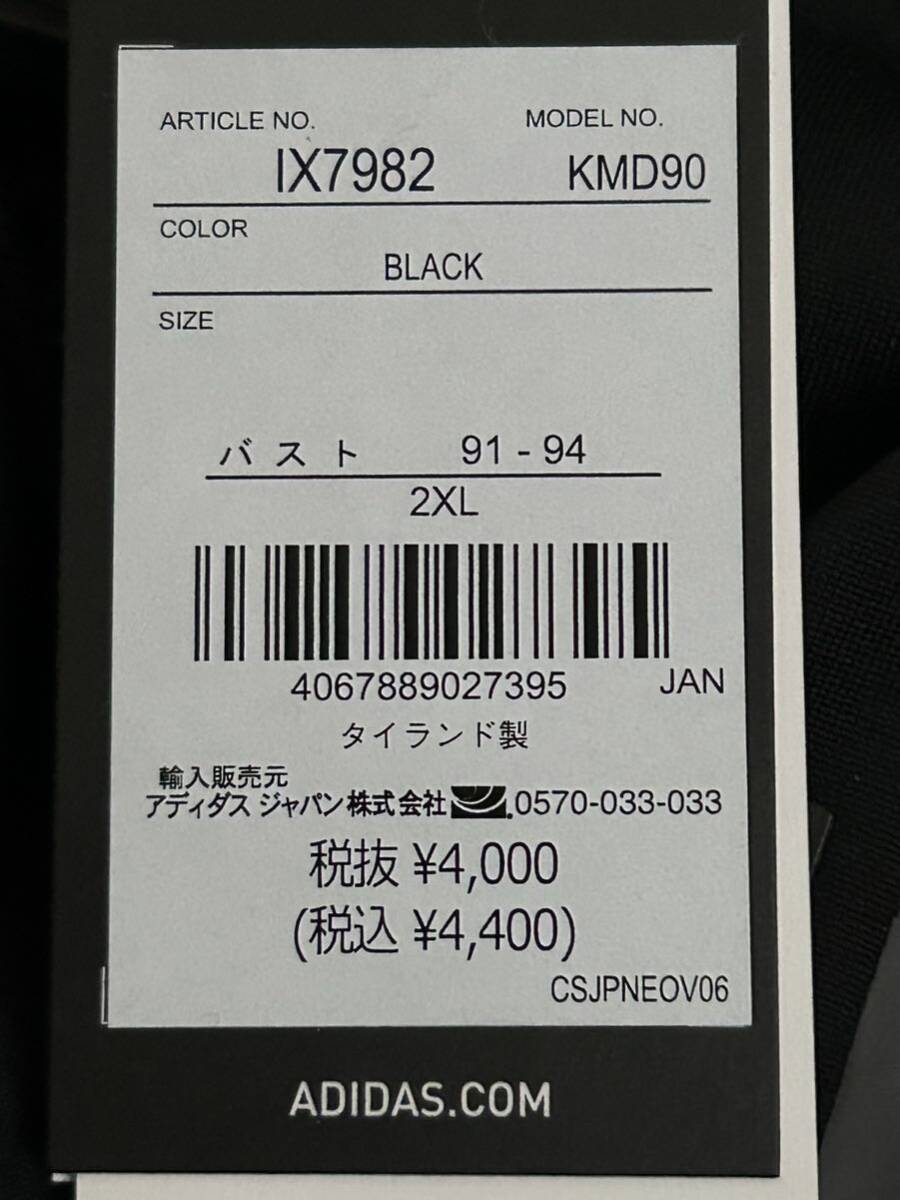 ARTICLE NO. MODEL NO.
IX7982 KMD90
COLOR
BLACK
SIZE
バスト 91 - 94
2XL
4067889027395 JAN
タイランド製
輸入販売元
アディダス ジャパン株式会社 0570-033-033
税抜 ¥4,000
(税込 ¥4,400)
CSJPNEOV06
ADIDAS.COM